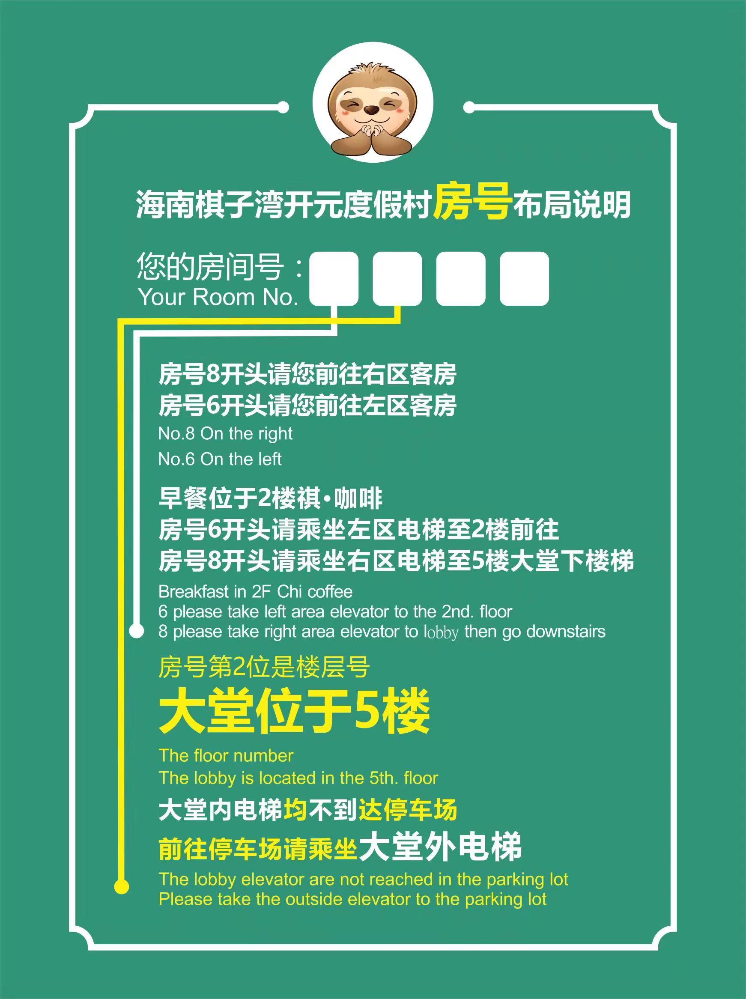 海南棋子湾开元度假村房号布局说明
您的房间号：
Your Room No.
房号8开头请您前往右区客房
房号6开头请您前往左区客房
No.8 On the right
No.6 On the left
早餐位于2楼祺·咖啡
房号6开头请乘坐左区电梯至2楼前往
房号8开头请乘坐右区电梯至5楼大堂下楼梯
Breakfast in 2F Chi coffee
6 please take left area elevator to the 2nd. floor
8 please take right area elevator to lobby then go downstairs
房号第2位是楼层号
大堂位于5楼
The floor number
The lobby is located in the 5th. floor
大堂内电梯均不到达停车场
前往停车场请乘坐大堂外电梯
The lobby elevator are not reached in the parking lot
Please take the outside elevator to the parking lot